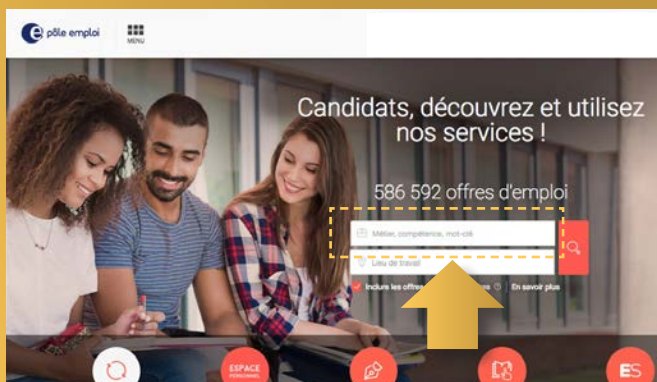 pôle emploi
MENU
Candidats, découvrez et utilisez
nos services !
586 592 offres d'emploi
Métier, compétence, mot-clé
Lieu de travail
Inclure les offres
En savoir plus
ESPACE
PERSONNEL
ES